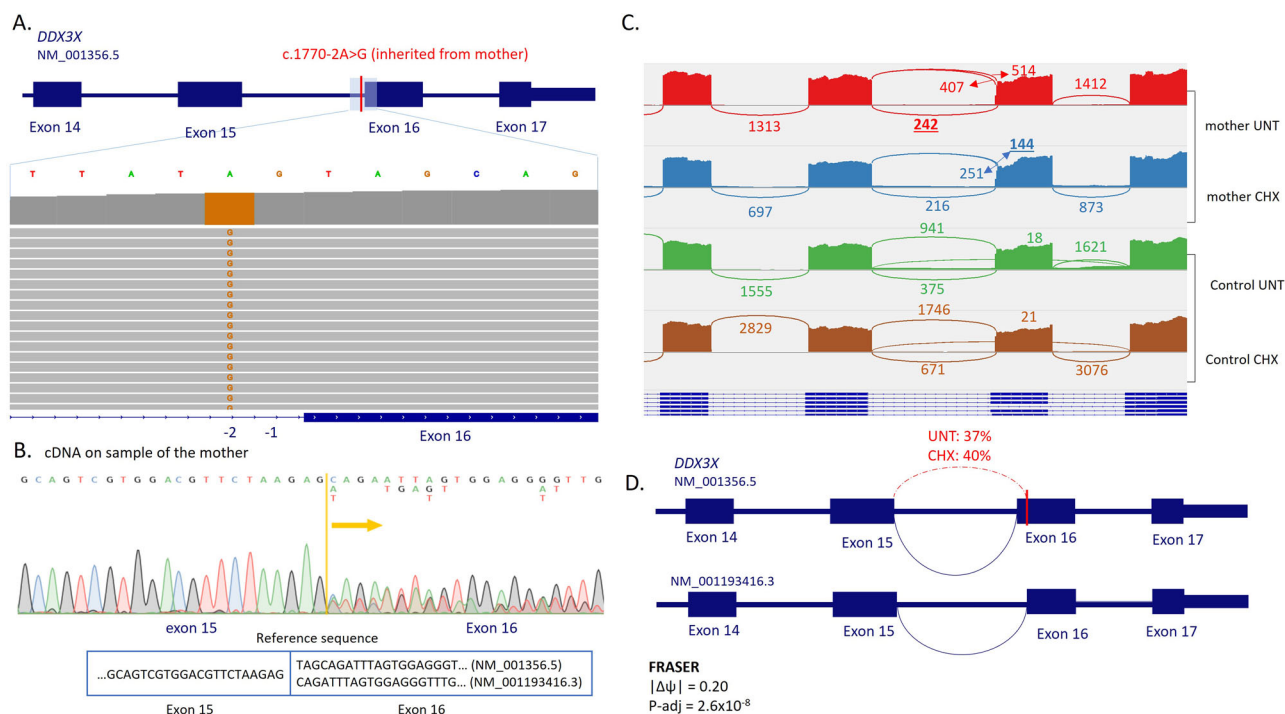 A.
DDX3X
NM_001356.5
c.1770-2A>G (inherited from mother)
Exon 14
Exon 15
Exon 16
Exon 17
T T A T A G T A G C A G
G
G
G
G
G
G
G
G
G
G
G
G
G
G
-2 -1
Exon 16
B. cDNA on sample of the mother
G C A G T C G T G G A C G T T C T A A G A G C A G A A T T A G T G G A G G G T T G
A T G A G T A
T T T
exon 15
Exon 16
Reference sequence
...GCAGTCGTGGACGTTCTAAGAG
TAGCAGATTTAGTGGAGGGT... (NM_001356.5)
CAGATTTAGTGGAGGGTTTG... (NM_001193416.3)
Exon 15
Exon 16
C.
514
407
1412
1313
242
mother UNT
144
251
697
216
873
mother CHX
941
18
1621
1555
375
Control UNT
1746
2829
21
671
3076
Control CHX
D.
UNT: 37%
CHX: 40%
DDX3X
NM_001356.5
Exon 14
Exon 15
Exon 16
Exon 17
NM_001193416.3
Exon 14
Exon 15
Exon 16
Exon 17
FRASER
|Δψ| = 0.20
P-adj = 2.6x10⁻⁸